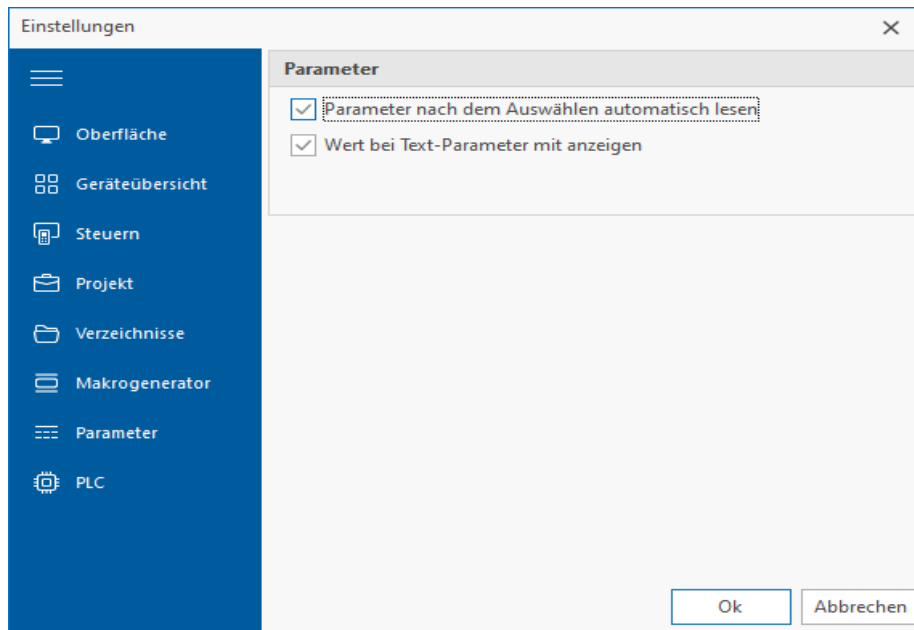 Einstellungen
Oberfläche
Geräteübersicht
Steuern
Projekt
Verzeichnisse
Makrogenerator
Parameter
PLC
Parameter
Parameter nach dem Auswählen automatisch lesen
Wert bei Text-Parameter mit anzeigen
Ok
Abbrechen